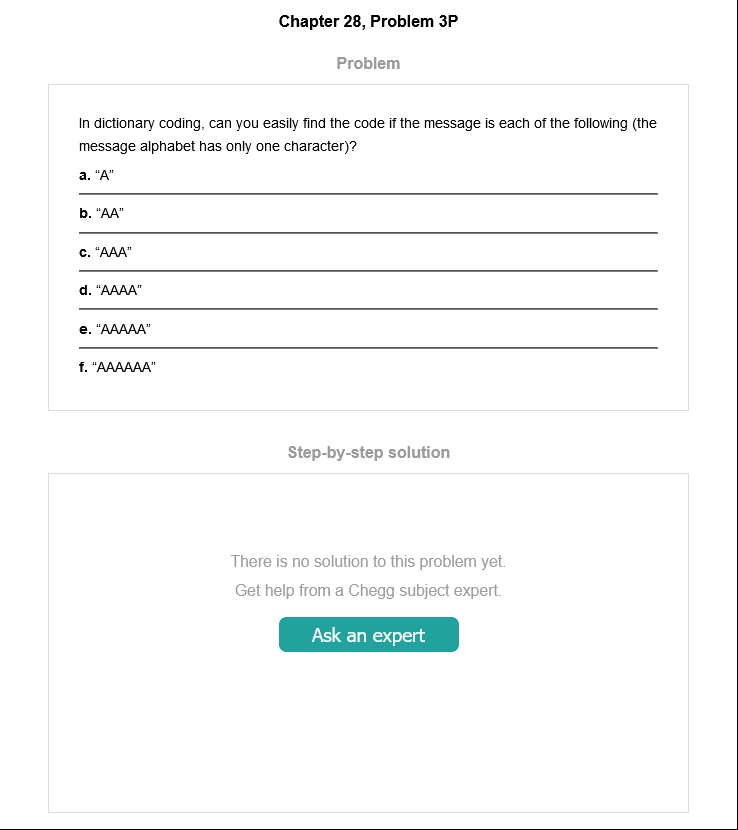 Chapter 28, Problem 3P
Problem
In dictionary coding, can you easily find the code if the message is each of the following (the
message alphabet has only one character)?
a. “A”
b. “AA”
c. “AAA”
d. “AAAA”
e. “AAAAA”
f. “AAAAAA”
Step-by-step solution
There is no solution to this problem yet.
Get help from a Chegg subject expert.
Ask an expert